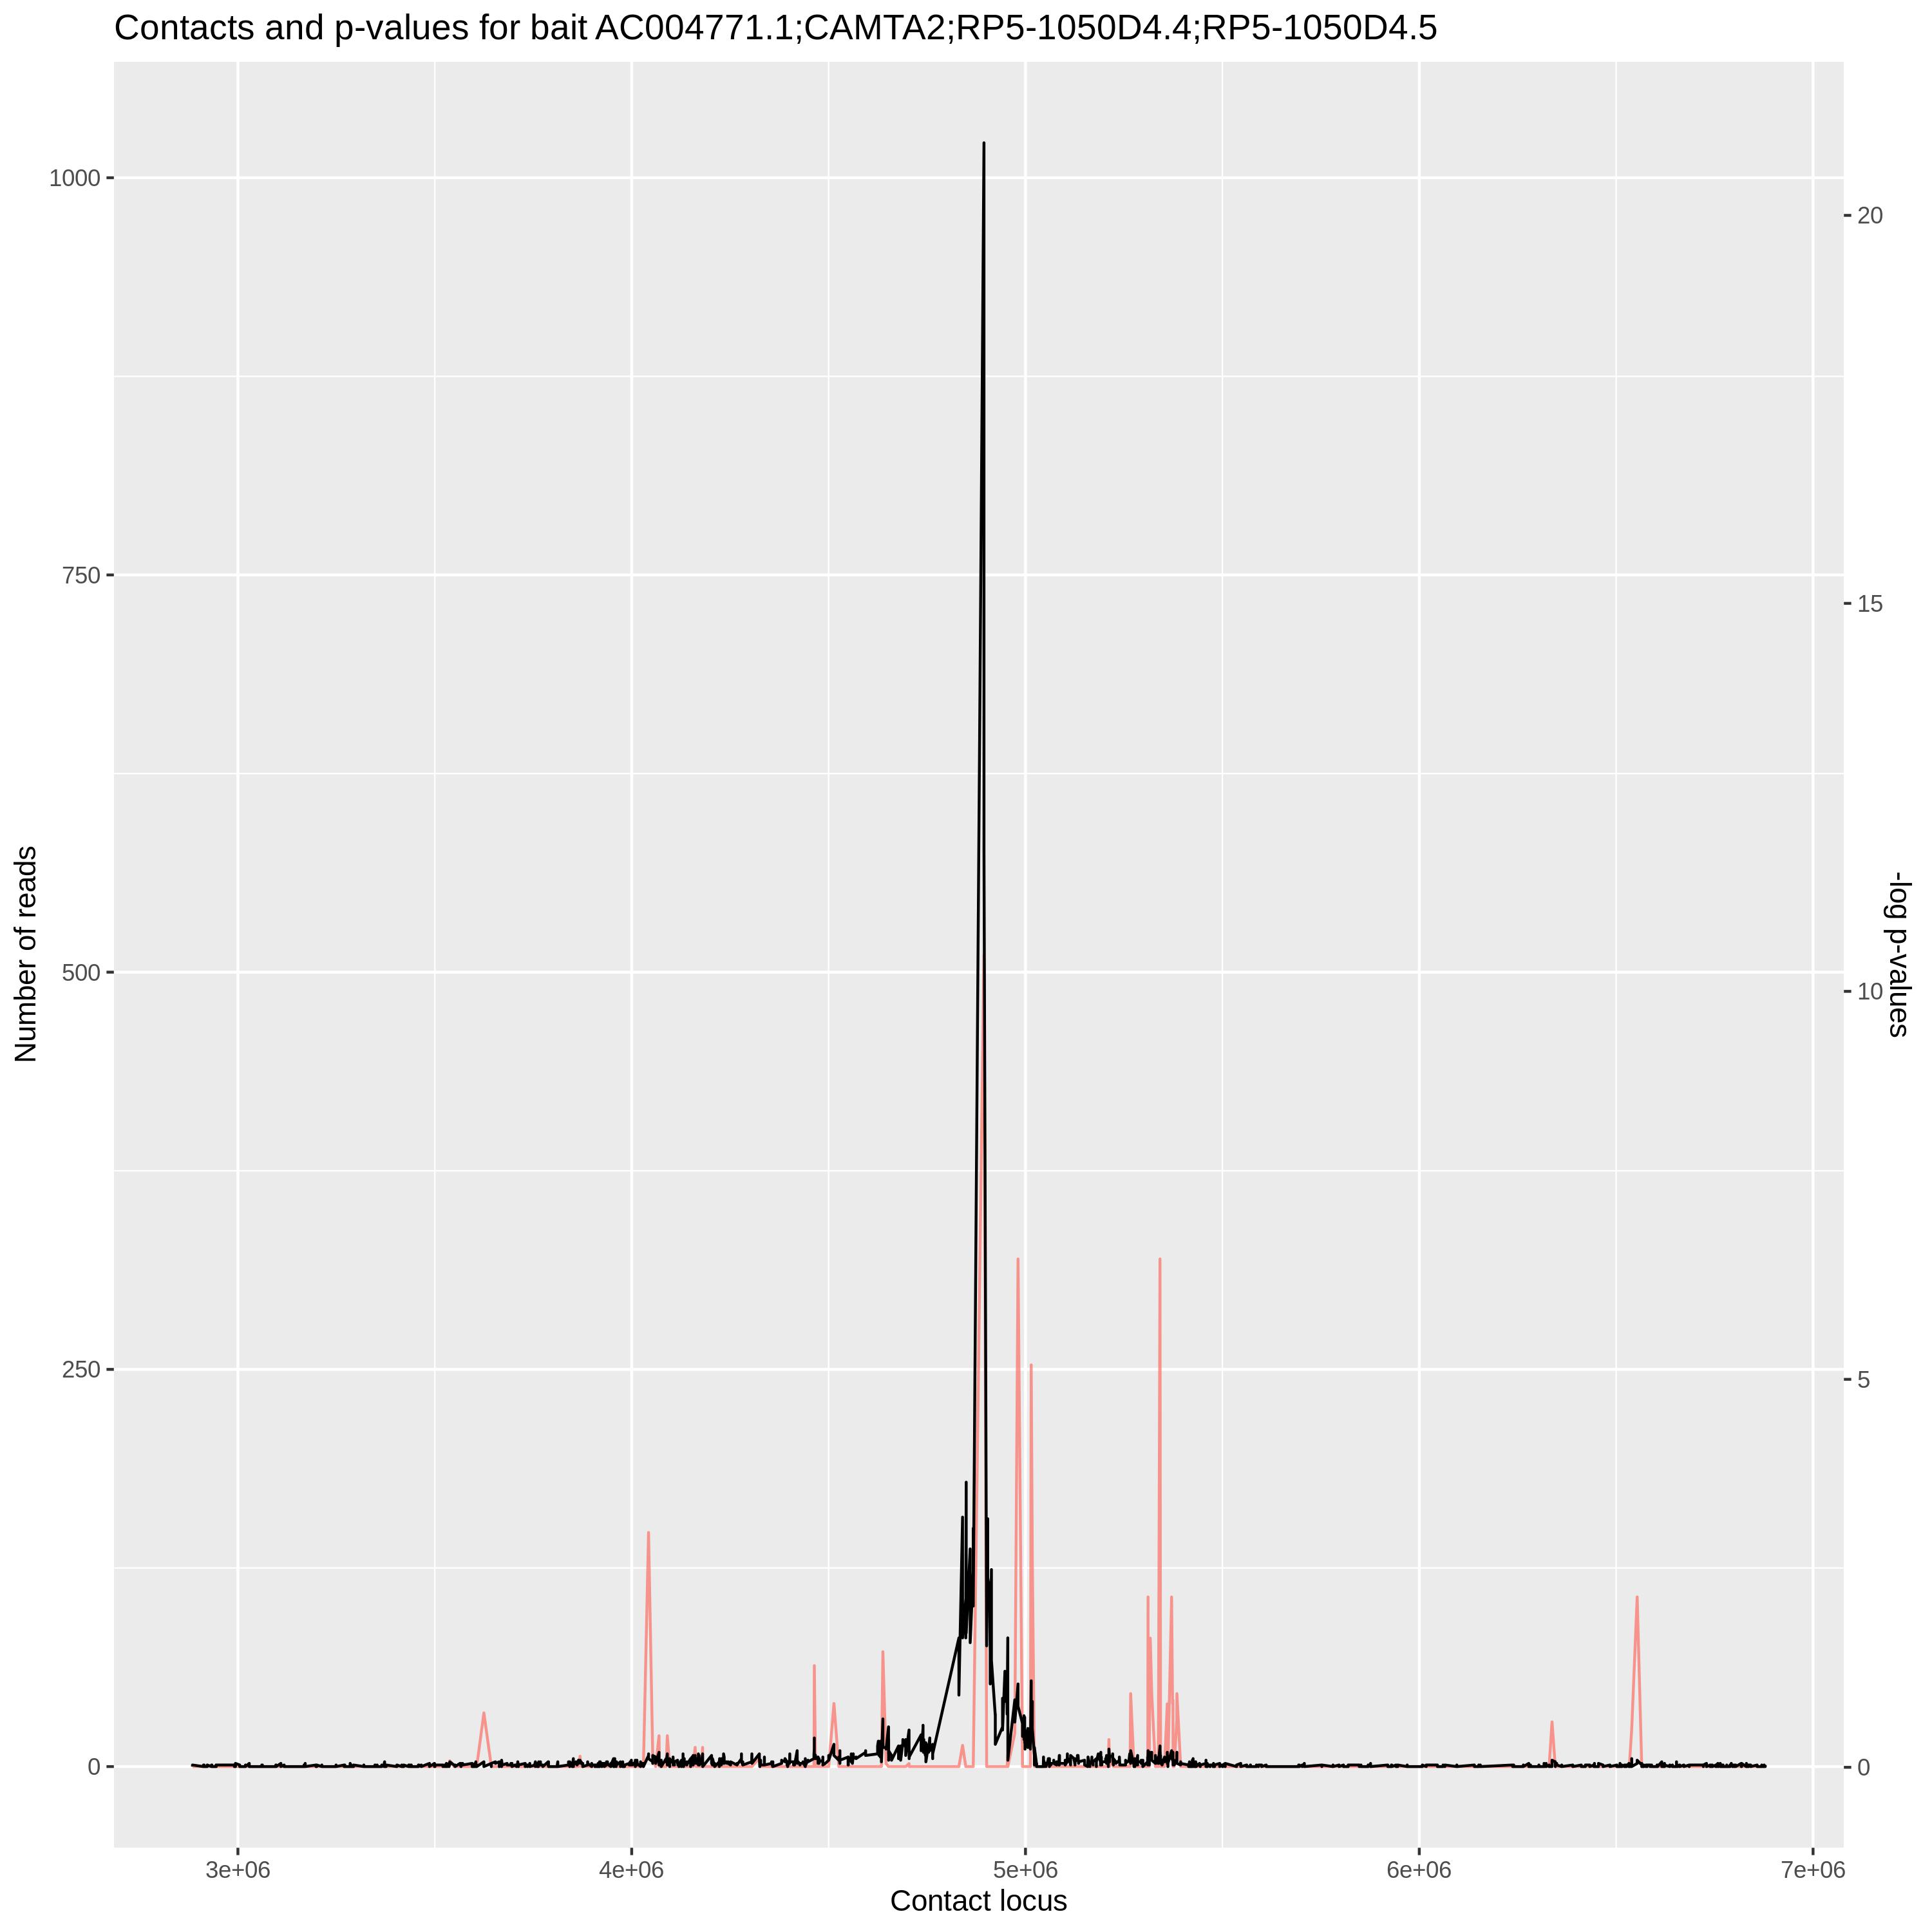 Contacts and p-values for bait AC004771.1;CAMTA2;RP5-1050D4.4;RP5-1050D4.5
1000
750
500
250
0
Number of reads
20
15
10
5
0
-log p-values
3e+06
4e+06
5e+06
6e+06
7e+06
Contact locus